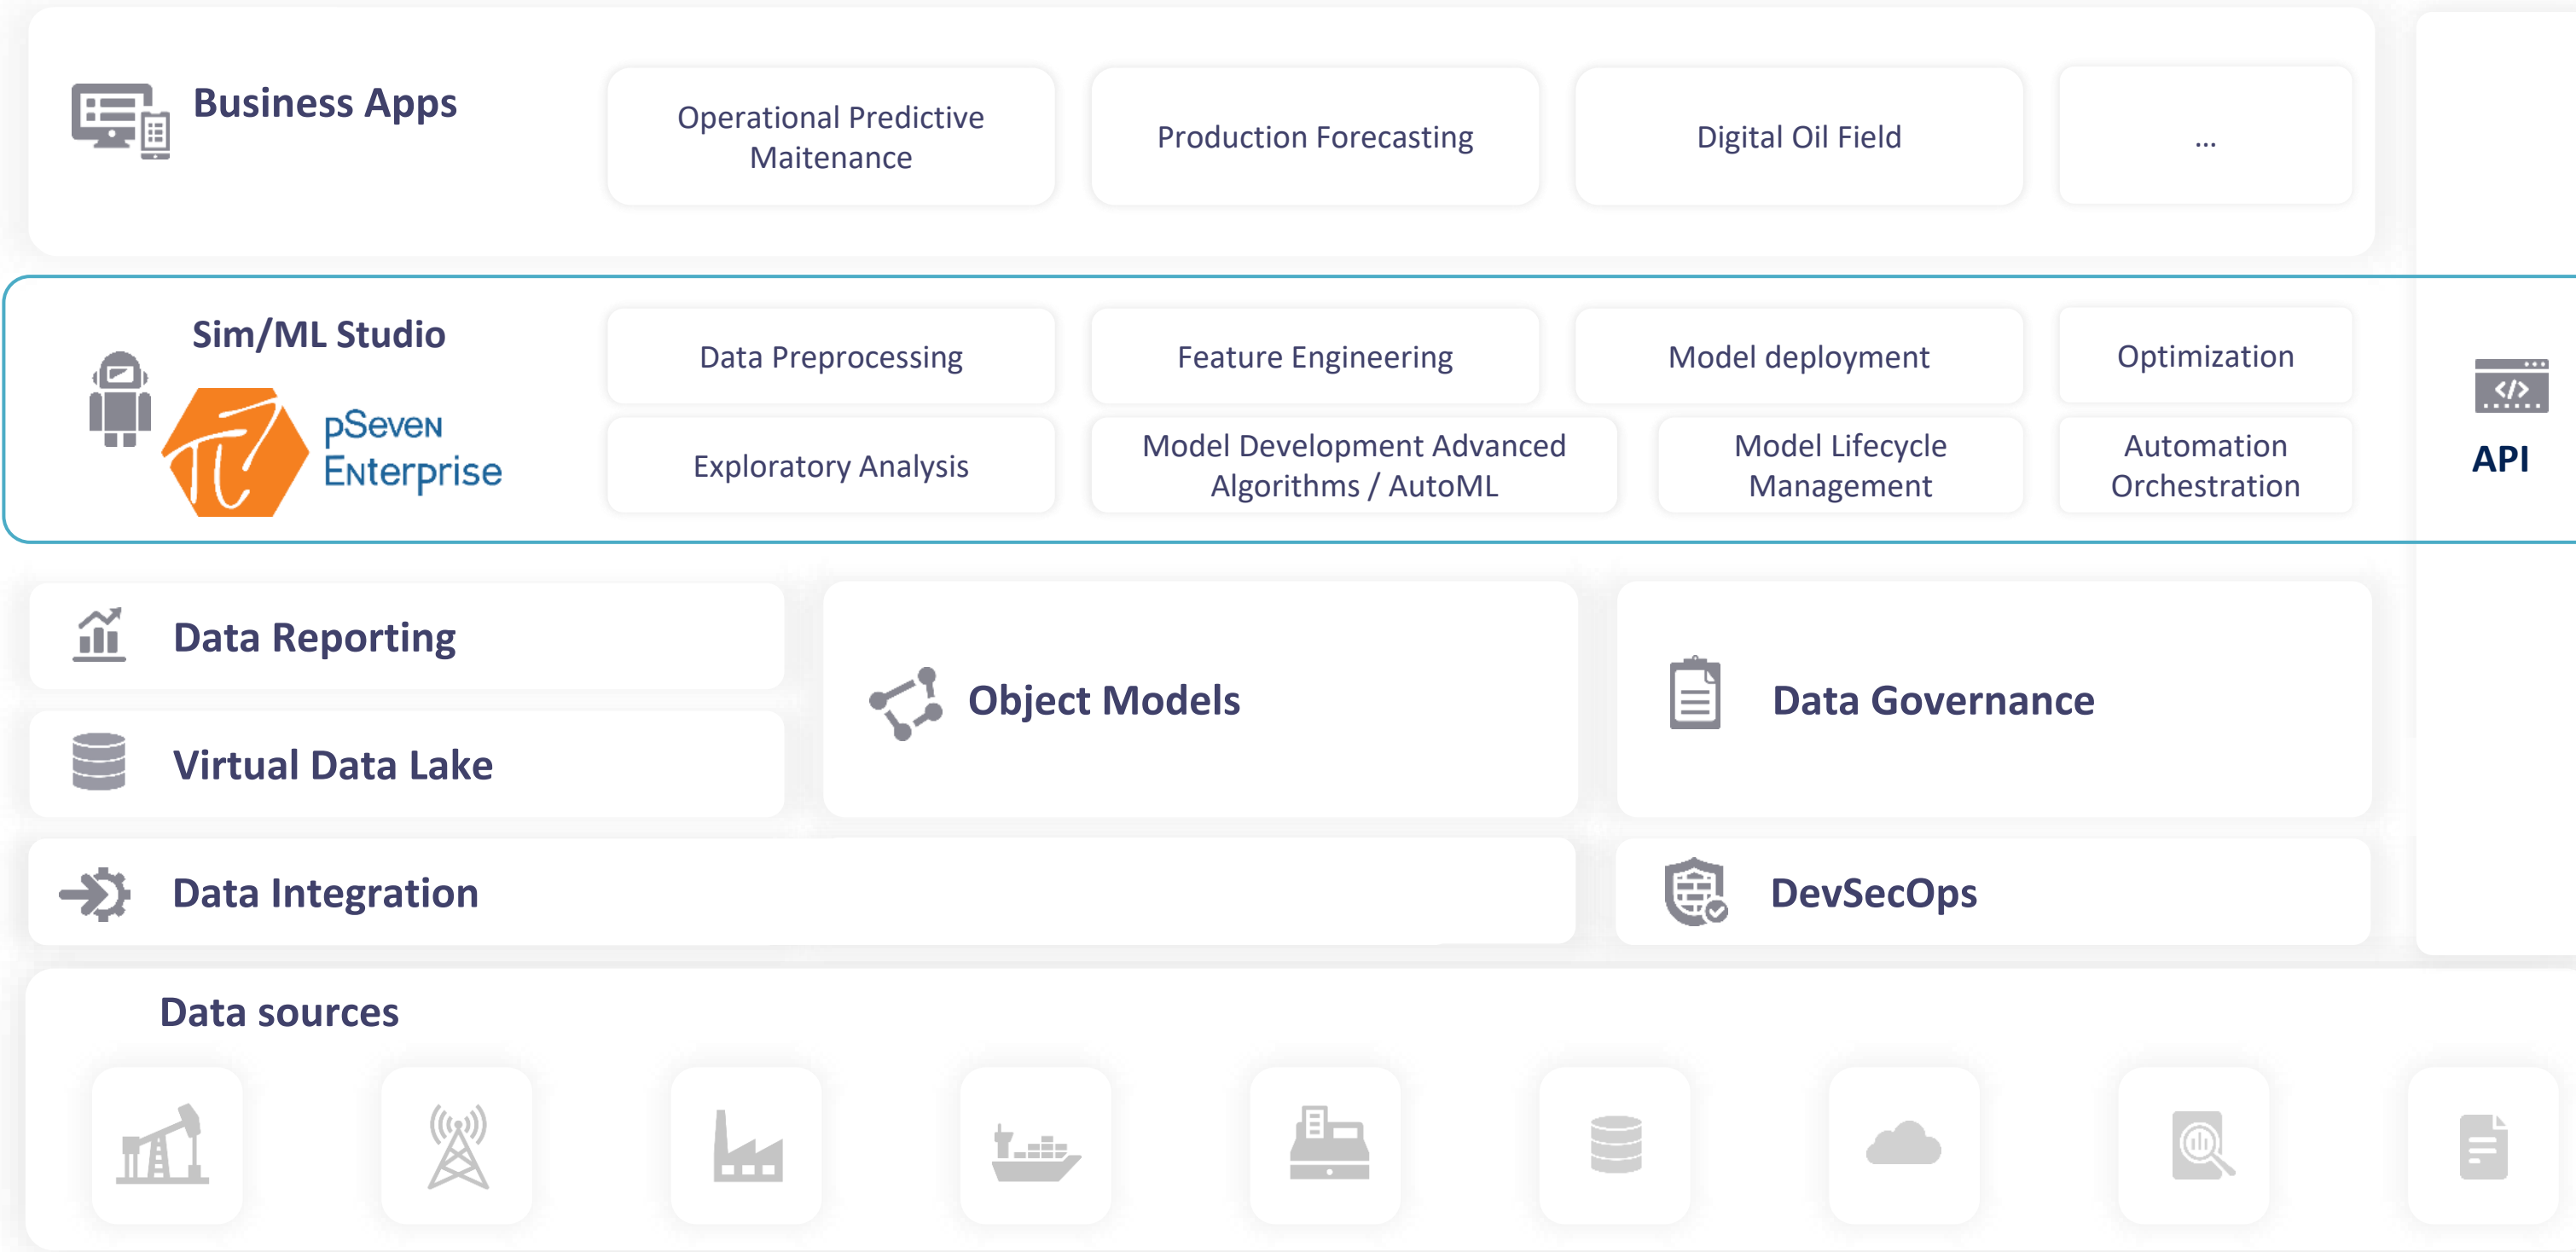 Business Apps
Operational Predictive
Maitenance
Production Forecasting
Digital Oil Field
...
Sim/ML Studio
pSeven
Enterprise
Data Preprocessing
Feature Engineering
Model deployment
Optimization
Exploratory Analysis
Model Development Advanced
Algorithms / AutoML
Model Lifecycle
Management
Automation
Orchestration
</>
API
Data Reporting
Virtual Data Lake
Object Models
Data Governance
Data Integration
DevSecOps
Data sources